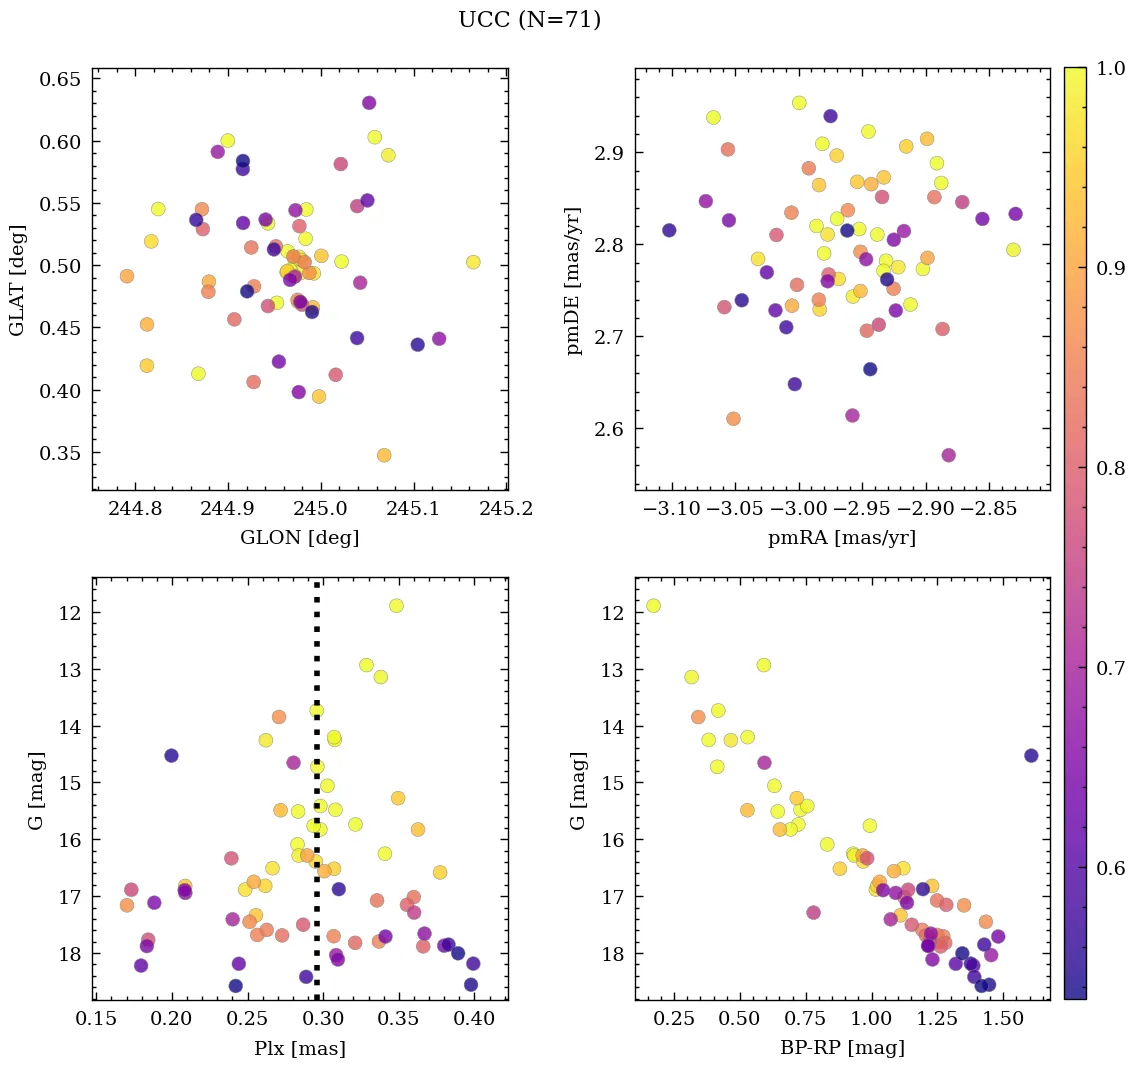 UCC (N=71)
0.65
0.60
0.55
0.50
0.45
0.40
0.35
GLAT [deg]
244.8 244.9 245.0 245.1 245.2
GLON [deg]
2.9
2.8
2.7
2.6
pmDE [mas/yr]
−3.10 −3.05 −3.00 −2.95 −2.90 −2.85
pmRA [mas/yr]
12
13
14
15
16
17
18
G [mag]
0.15 0.20 0.25 0.30 0.35 0.40
Plx [mas]
12
13
14
15
16
17
18
G [mag]
0.25 0.50 0.75 1.00 1.25 1.50
BP-RP [mag]
1.0
0.9
0.8
0.7
0.6